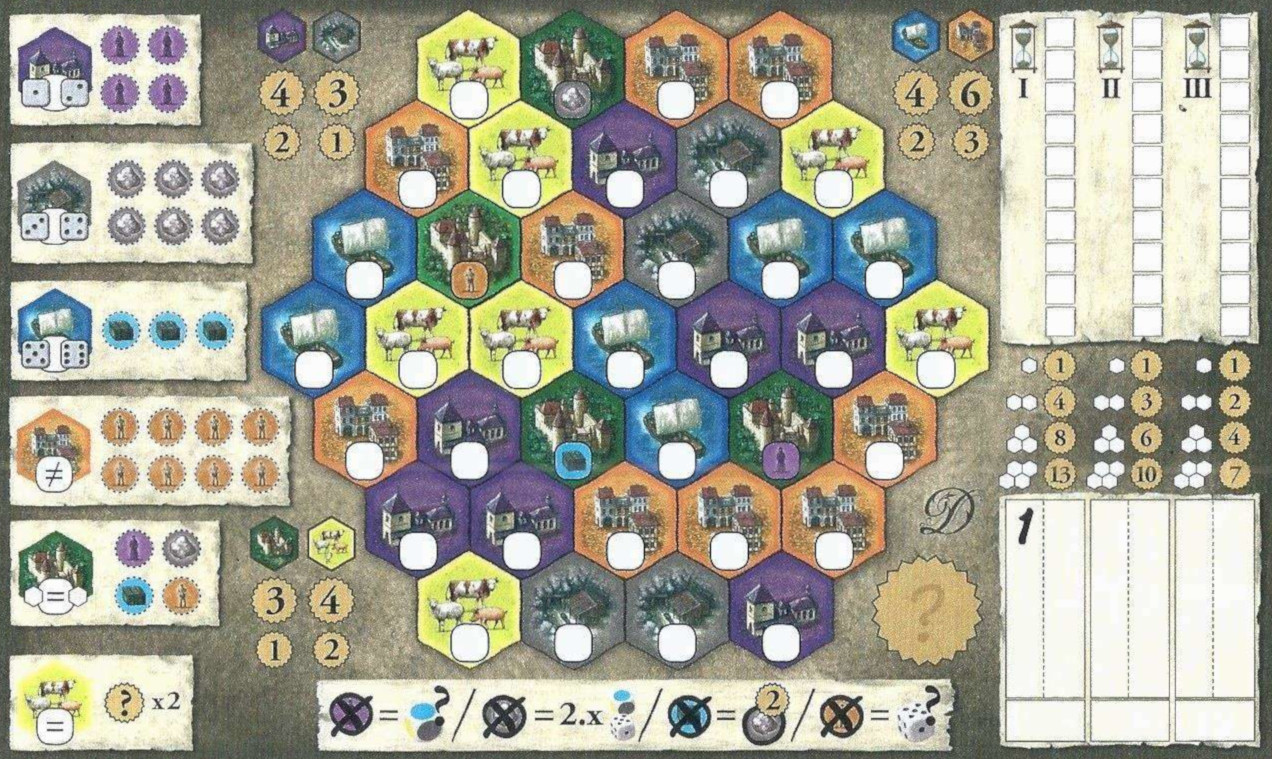 4 3
2 1
4 6
2 3
I II III
1 1 1
4 3 2
8 6 4
13 10 7
≠
=
3 4
1 2
D
?
1
= ? x2
= ? / = 2.x / = 2 / = ?